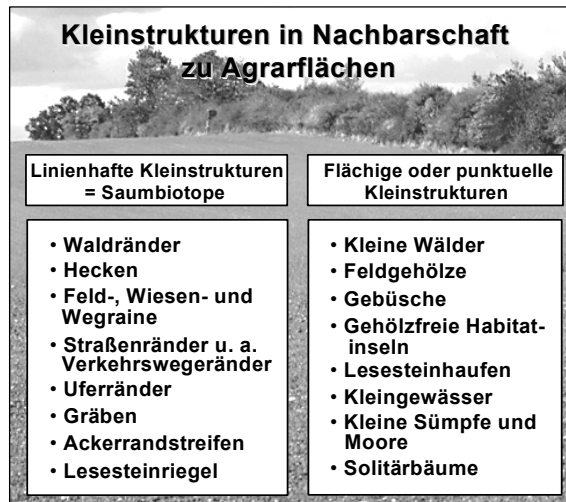 Kleinstrukturen in Nachbarschaft
zu Agrarflächen
Linienhafte Kleinstrukturen
= Saumbiotope
• Waldränder
• Hecken
• Feld-, Wiesen- und
Wegraine
• Straßenränder u. a.
Verkehrswegeränder
• Uferränder
• Gräben
• Ackerrandstreifen
• Lesesteinriegel
Flächige oder punktuelle
Kleinstrukturen
• Kleine Wälder
• Feldgehölze
• Gebüsche
• Gehölzfreie Habitat-
inseln
• Lesesteinhaufen
• Kleingewässer
• Kleine Sümpfe und
Moore
• Solitärbäume